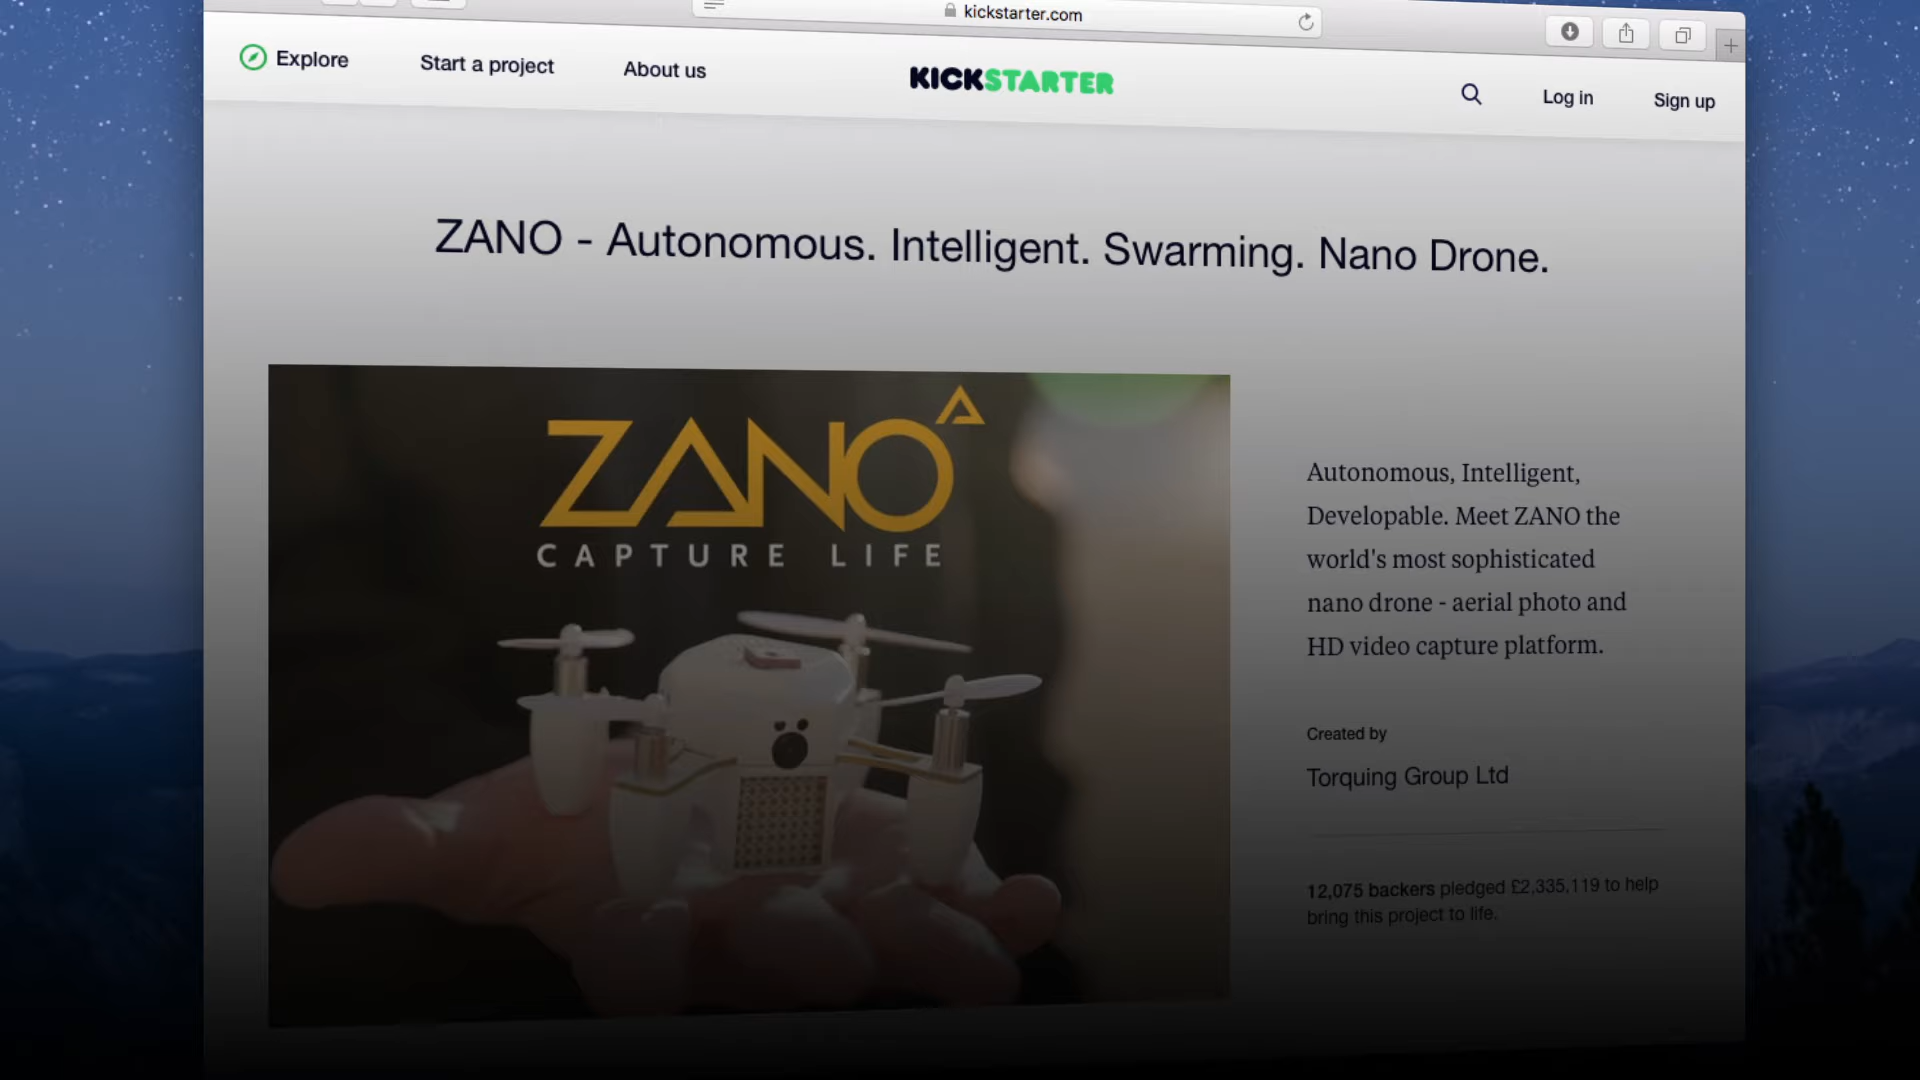 kickstarter.com
Explore
Start a project
About us
KICKSTARTER
Log in
Sign up
ZANO - Autonomous. Intelligent. Swarming. Nano Drone.
ZANO
CAPTURE LIFE
Autonomous, Intelligent,
Developable. Meet ZANO the
world's most sophisticated
nano drone - aerial photo and
HD video capture platform.
Created by
Torquing Group Ltd
12,075 backers pledged £2,335,119 to help
bring this project to life.